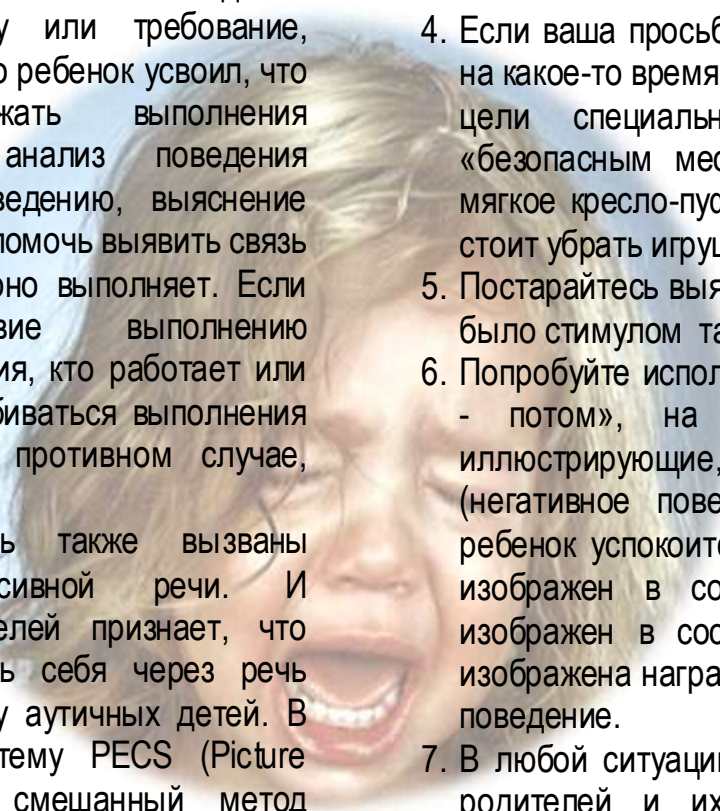 у или требование,
о ребенок усвоил, что
жать выполнения
анализ поведения
ведению, выяснение
помочь выявить связь
оно выполняет. Если
вие выполнению
ия, кто работает или
биваться выполнения
противном случае,
ь также вызваны
сивной речи. И
елей признает, что
ь себя через речь
у аутичных детей. В
тему PECS (Picture
смешанный метод
4. Если ваша просьб
на какое-то время
цели специальн
«безопасным мес
мягкое кресло-пус
стоит убрать игруш
5. Постарайтесь выя
было стимулом та
6. Попробуйте испол
- потом», на
иллюстрирующие,
(негативное пове
ребенок успокоите
изображен в со
изображен в сос
изображена награ
поведение.
7. В любой ситуаци
родителей и их